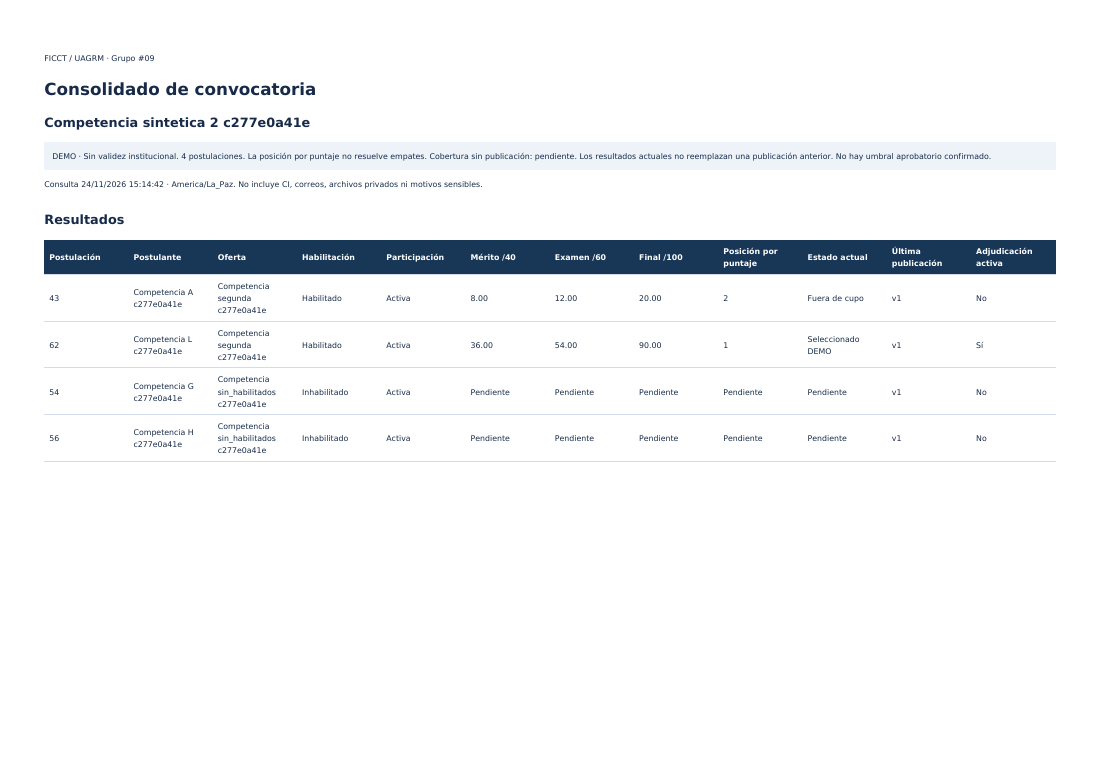 FICCT / UAGRM · Grupo #09
Consolidado de convocatoria
Competencia sintetica 2 c277e0a41e
DEMO · Sin validez institucional. 4 postulaciones. La posición por puntaje no resuelve empates. Cobertura sin publicación: pendiente. Los resultados actuales no reemplazan una publicación anterior. No hay umbral aprobatorio confirmado.
Consulta 24/11/2026 15:14:42 · America/La_Paz. No incluye CI, correos, archivos privados ni motivos sensibles.
Resultados
Postulación Postulante Oferta Habilitación Participación Mérito /40 Examen /60 Final /100 Posición por puntaje Estado actual Última publicación Adjudicación activa
43 Competencia A c277e0a41e Competencia segunda c277e0a41e Habilitado Activa 8.00 12.00 20.00 2 Fuera de cupo v1 No
62 Competencia L c277e0a41e Competencia segunda c277e0a41e Habilitado Activa 36.00 54.00 90.00 1 Seleccionado DEMO v1 Sí
54 Competencia G c277e0a41e Competencia sin_habilitados c277e0a41e Inhabilitado Activa Pendiente Pendiente Pendiente Pendiente Pendiente v1 No
56 Competencia H c277e0a41e Competencia sin_habilitados c277e0a41e Inhabilitado Activa Pendiente Pendiente Pendiente Pendiente Pendiente v1 No